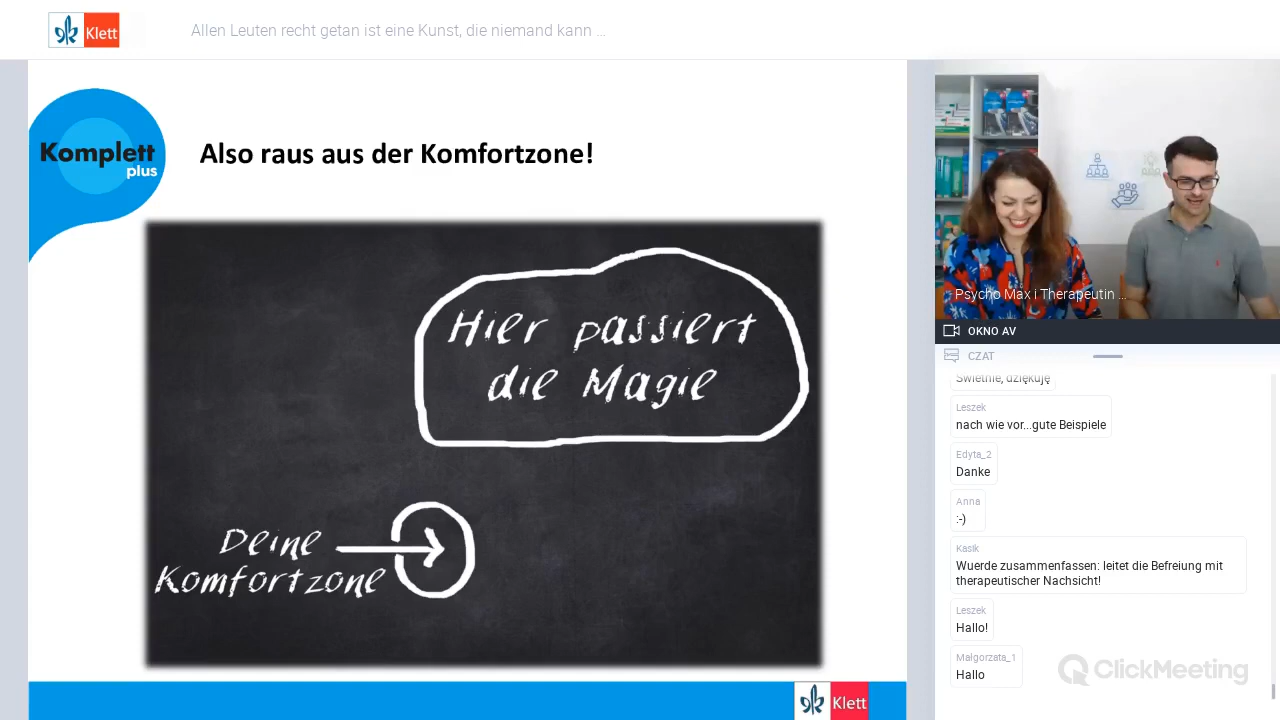 Klett
Allen Leuten recht getan ist eine Kunst, die niemand kann ...
Komplett
plus
Also raus aus der Komfortzone!
Hier passiert
die Magie
Deine
Komfortzone
Klett
Psycho Max i Therapeutin ...
OKNO AV
CZAT
Świetnie, dziękuję
Leszek
nach wie vor...gute Beispiele
Edyta_2
Danke
Anna
:-)
Kasik
Wuerde zusammenfassen: leitet die Befreiung mit
therapeutischer Nachsicht!
Leszek
Hallo!
Małgorzata_1
Hallo
ClickMeeting